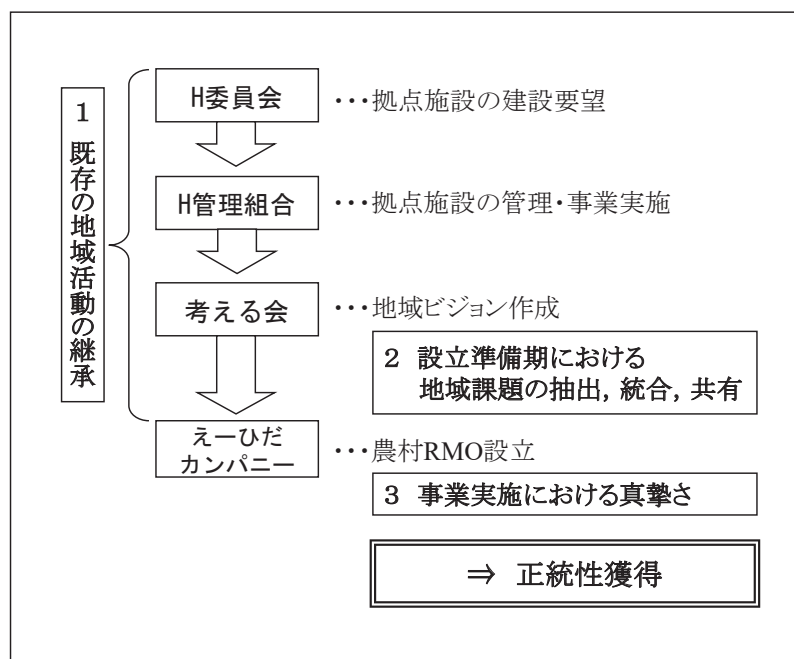 1 既存の地域活動の継承
H委員会
・・・拠点施設の建設要望
H管理組合
・・・拠点施設の管理・事業実施
考える会
・・・地域ビジョン作成
2 設立準備期における
地域課題の抽出，統合，共有
えーひだ
カンパニー
・・・農村RMO設立
3 事業実施における真摯さ
⇒ 正統性獲得